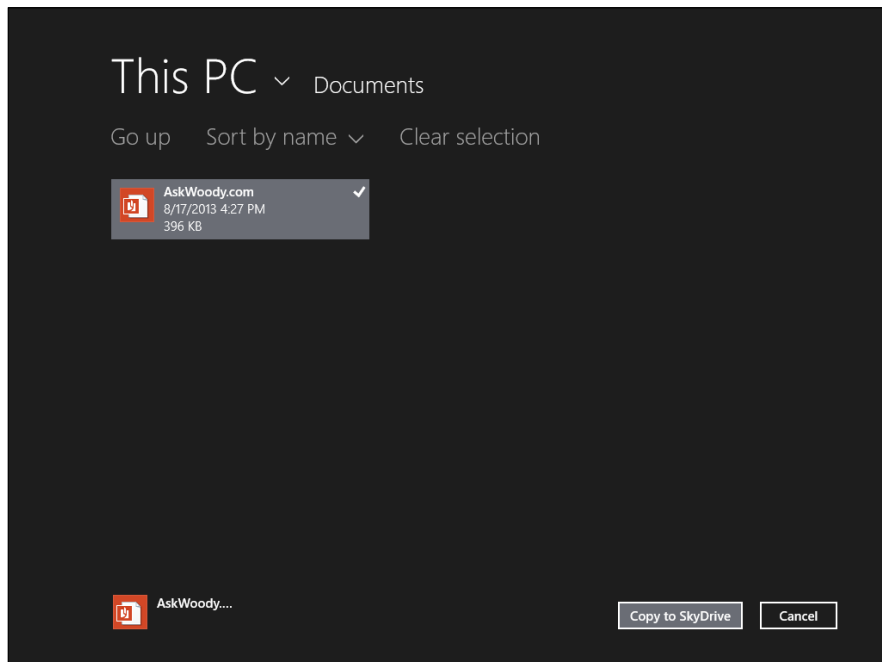 This PC Documents
Go up Sort by name Clear selection
AskWoody.com
8/17/2013 4:27 PM
396 KB
AskWoody....
Copy to SkyDrive Cancel